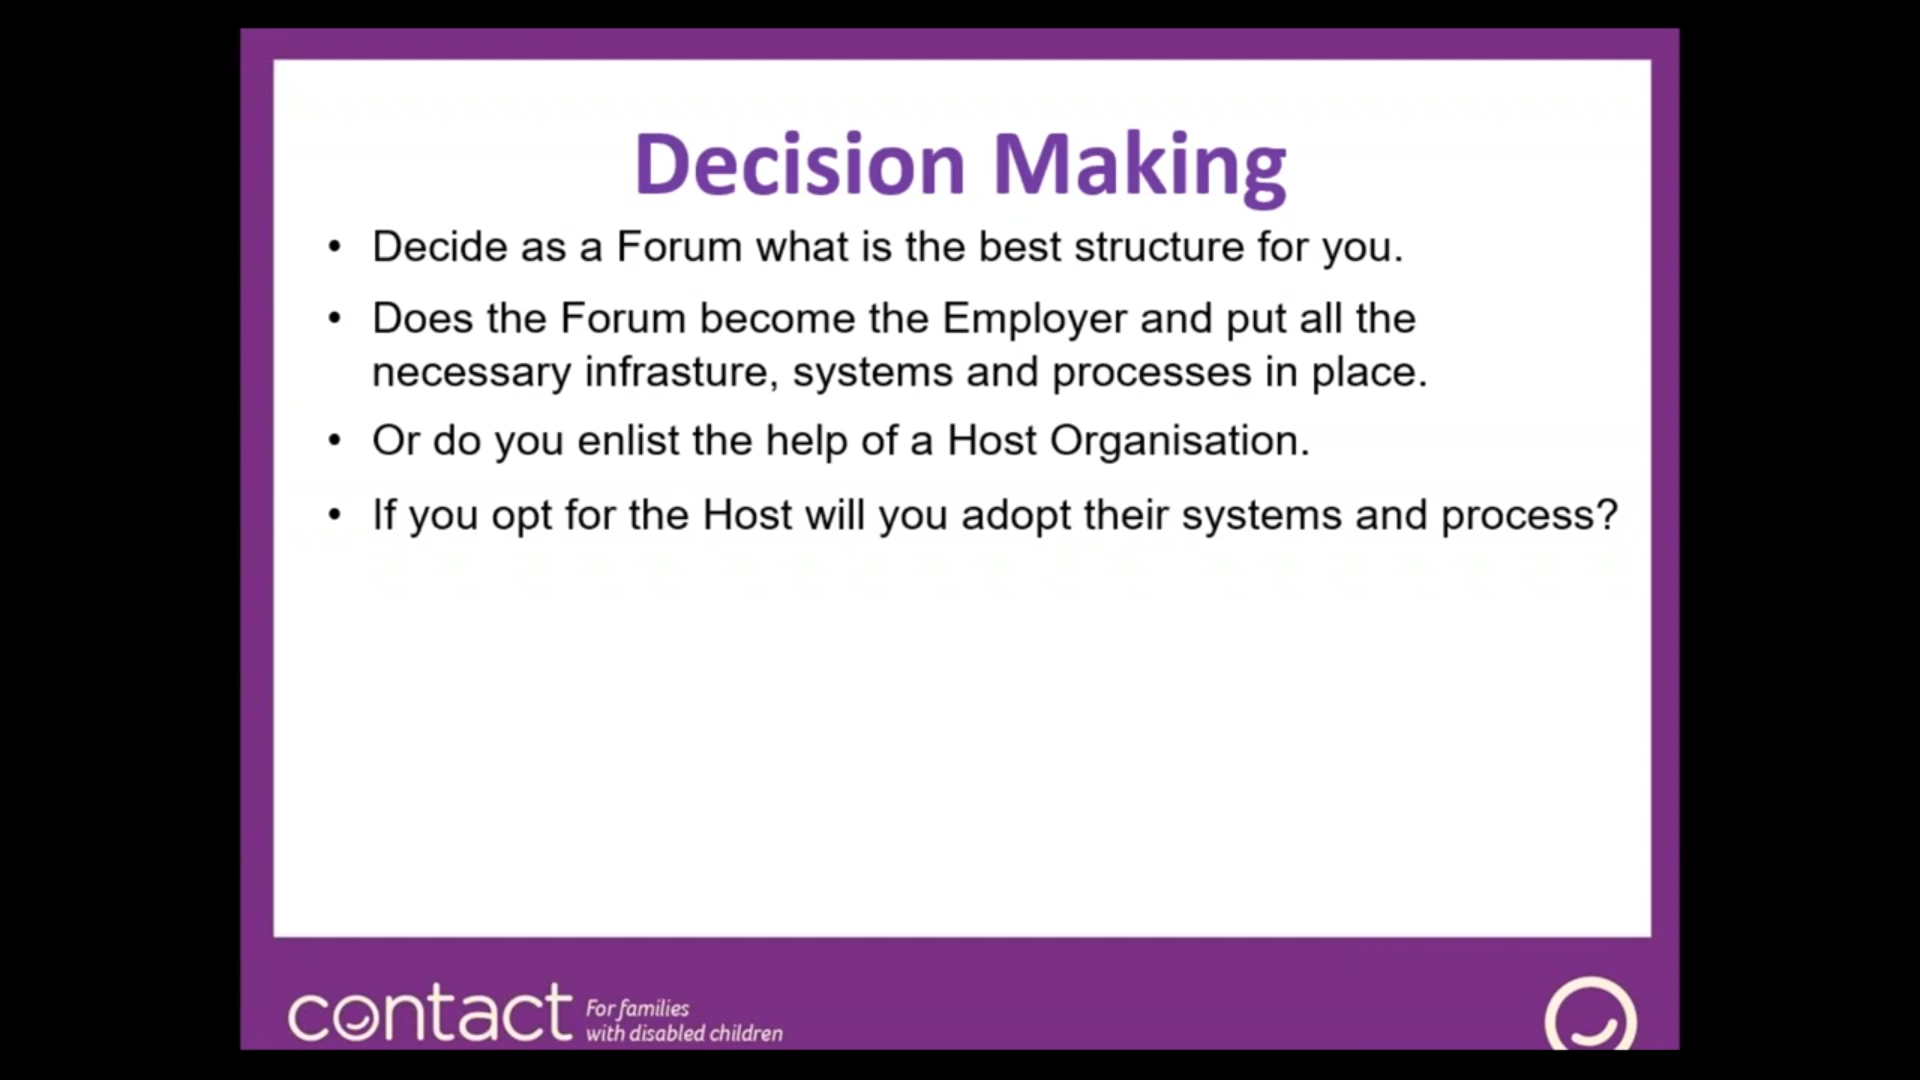 Decision Making
• Decide as a Forum what is the best structure for you.
• Does the Forum become the Employer and put all the
necessary infrasture, systems and processes in place.
• Or do you enlist the help of a Host Organisation.
• If you opt for the Host will you adopt their systems and process?
contact
For families
with disabled children